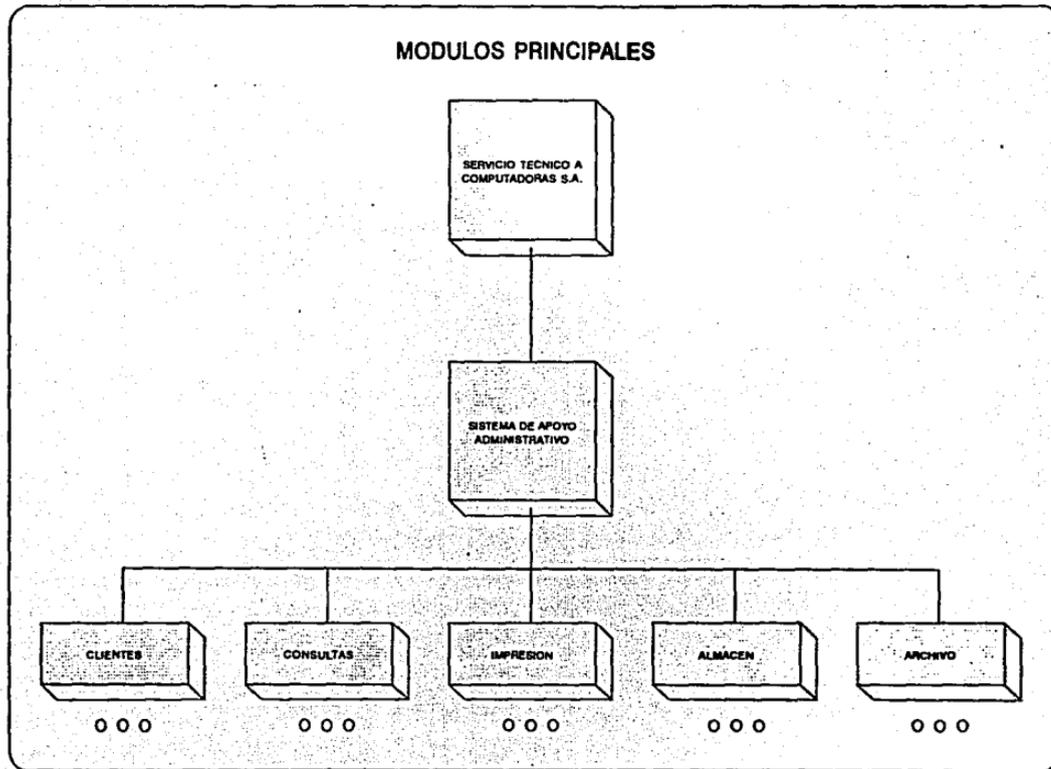 MODULOS PRINCIPALES
SERVICIO TECNICO A
COMPUTADORAS S.A.
SISTEMA DE APOYO
ADMINISTRATIVO
CLIENTES
CONSULTAS
IMPRESION
ALMACEN
ARCHIVO
O O O
O O O
O O O
O O O
O O O